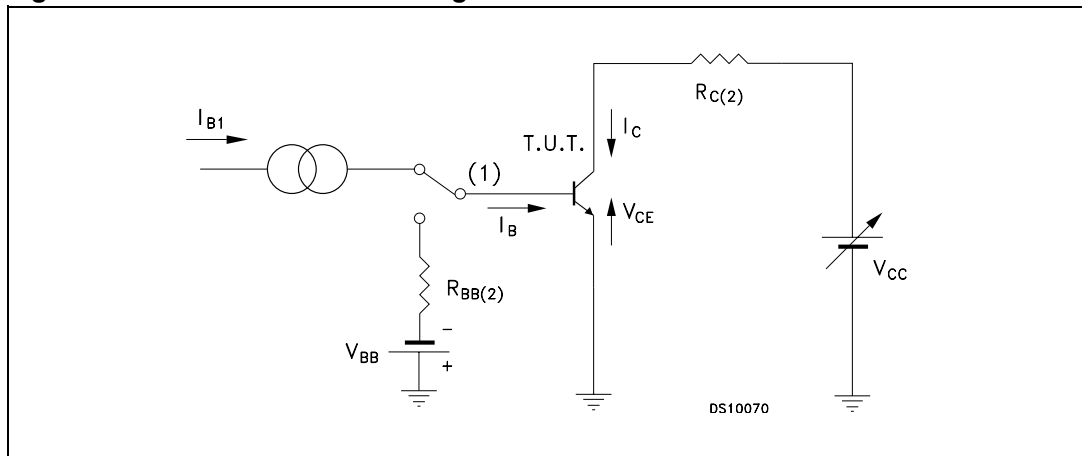 I_B1
T.U.T.
(1)
I_B
I_C
V_CE
R_C(2)
V_CC
R_BB(2)
V_BB
-
+
DS10070